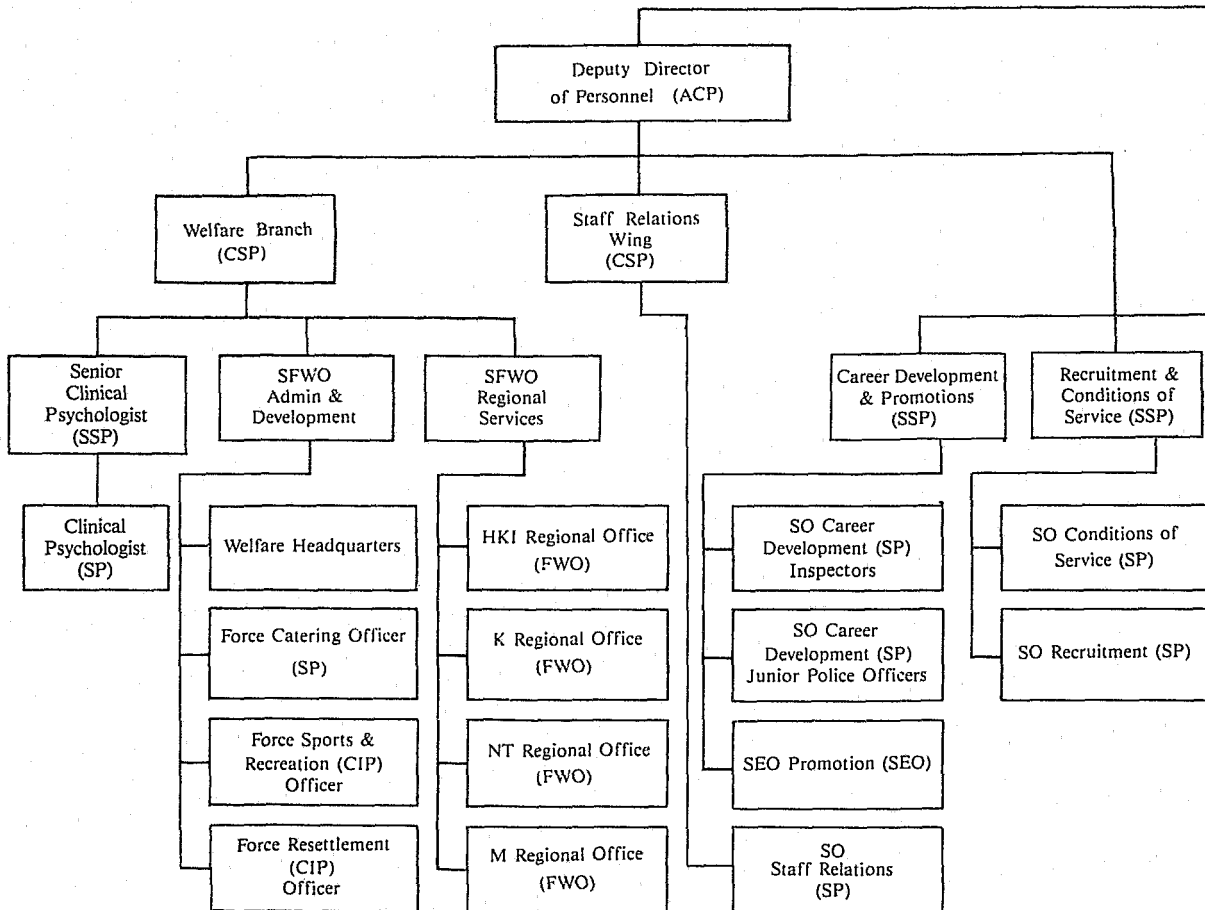 Deputy Director
of Personnel (ACP)
Welfare Branch
(CSP)
Staff Relations
Wing
(CSP)
Senior
Clinical
Psychologist
(SSP)
SFWO
Admin &
Development
SFWO
Regional
Services
Career Development
& Promotions
(SSP)
Recruitment &
Conditions of
Service (SSP)
Clinical
Psychologist
(SP)
Welfare Headquarters
HKI Regional Office
(FWO)
SO Career
Development (SP)
Inspectors
SO Conditions of
Service (SP)
Force Catering Officer
(SP)
K Regional Office
(FWO)
SO Career
Development (SP)
Junior Police Officers
SO Recruitment (SP)
Force Sports &
Recreation (CIP)
Officer
NT Regional Office
(FWO)
SEO Promotion (SEO)
Force Resettlement
(CIP)
Officer
M Regional Office
(FWO)
SO
Staff Relations
(SP)